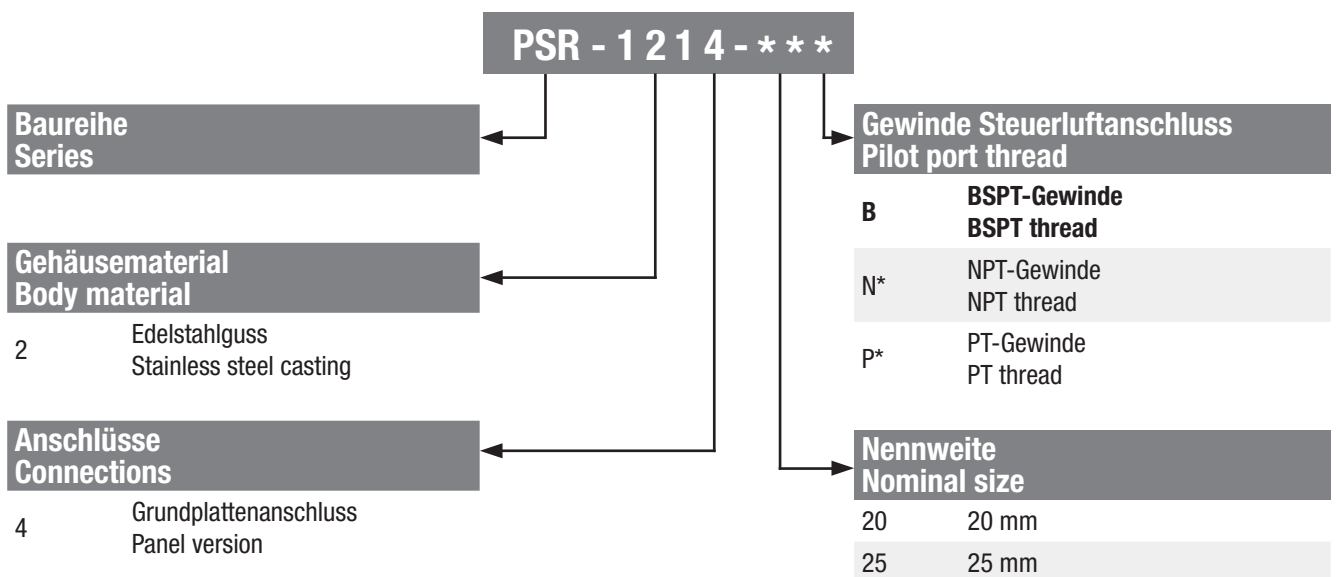 PSR - 1 2 1 4 - * * *
Baureihe
Series
Gehäusematerial
Body material
2 Edelstahlguss
Stainless steel casting
Anschlüsse
Connections
4 Grundplattenanschluss
Panel version
Gewinde Steuerluftanschluss
Pilot port thread
B BSPT-Gewinde
BSPT thread
N* NPT-Gewinde
NPT thread
P* PT-Gewinde
PT thread
Nennweite
Nominal size
20 20 mm
25 25 mm